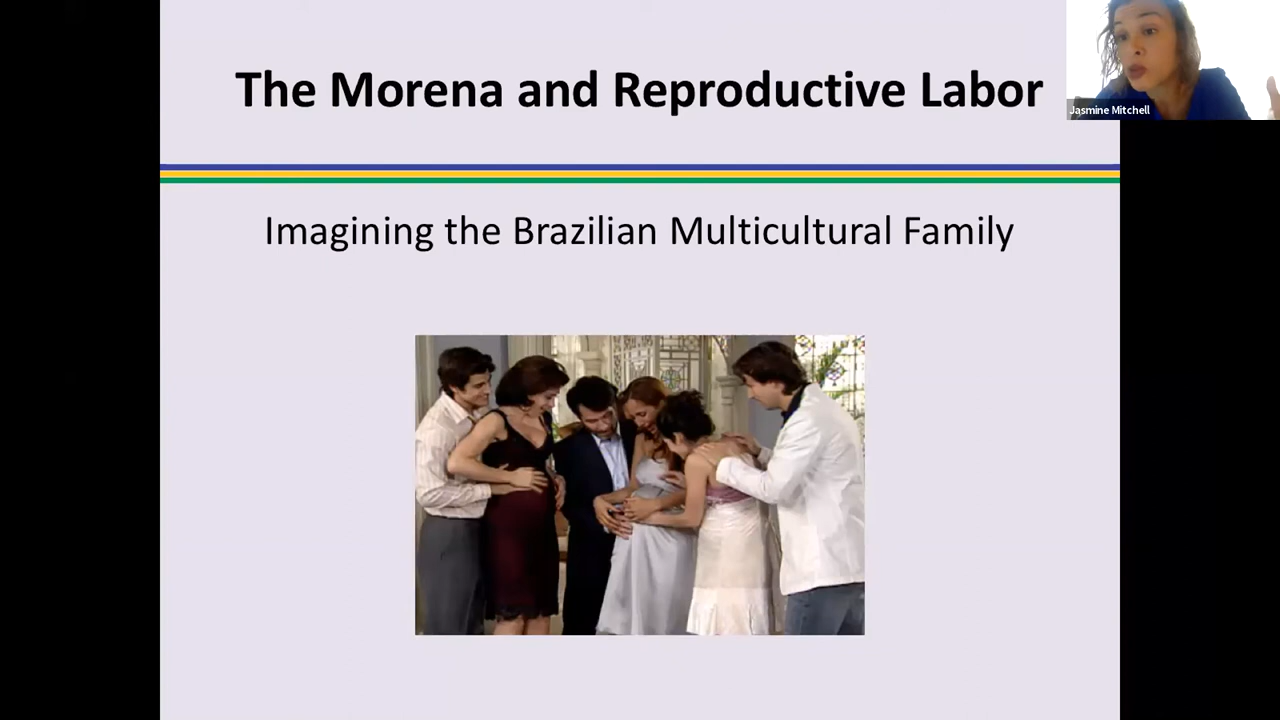 The Morena and Reproductive Labor
Jasmine Mitchell
Imagining the Brazilian Multicultural Family